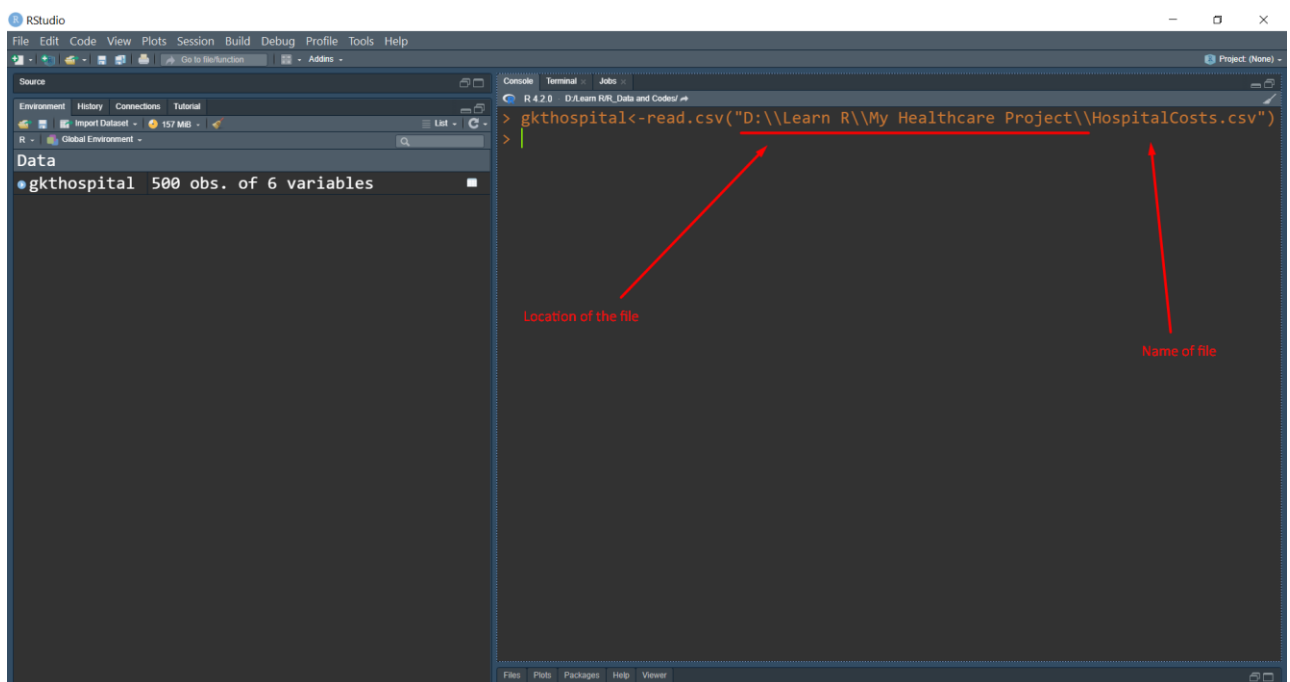 RStudio
File Edit Code View Plots Session Build Debug Profile Tools Help
Go to file/function Addins Project: (None)
Source
Environment History Connections Tutorial
Import Dataset 157 MiB List
R Global Environment
Data
gkthospital 500 obs. of 6 variables
Console Terminal Jobs
R 4.2.0 · D:/Learn R/R_Data and Codes/
> gkthospital<-read.csv("D:\\Learn R\\My Healthcare Project\\HospitalCosts.csv")
>
Location of the file
Name of file
Files Plots Packages Help Viewer